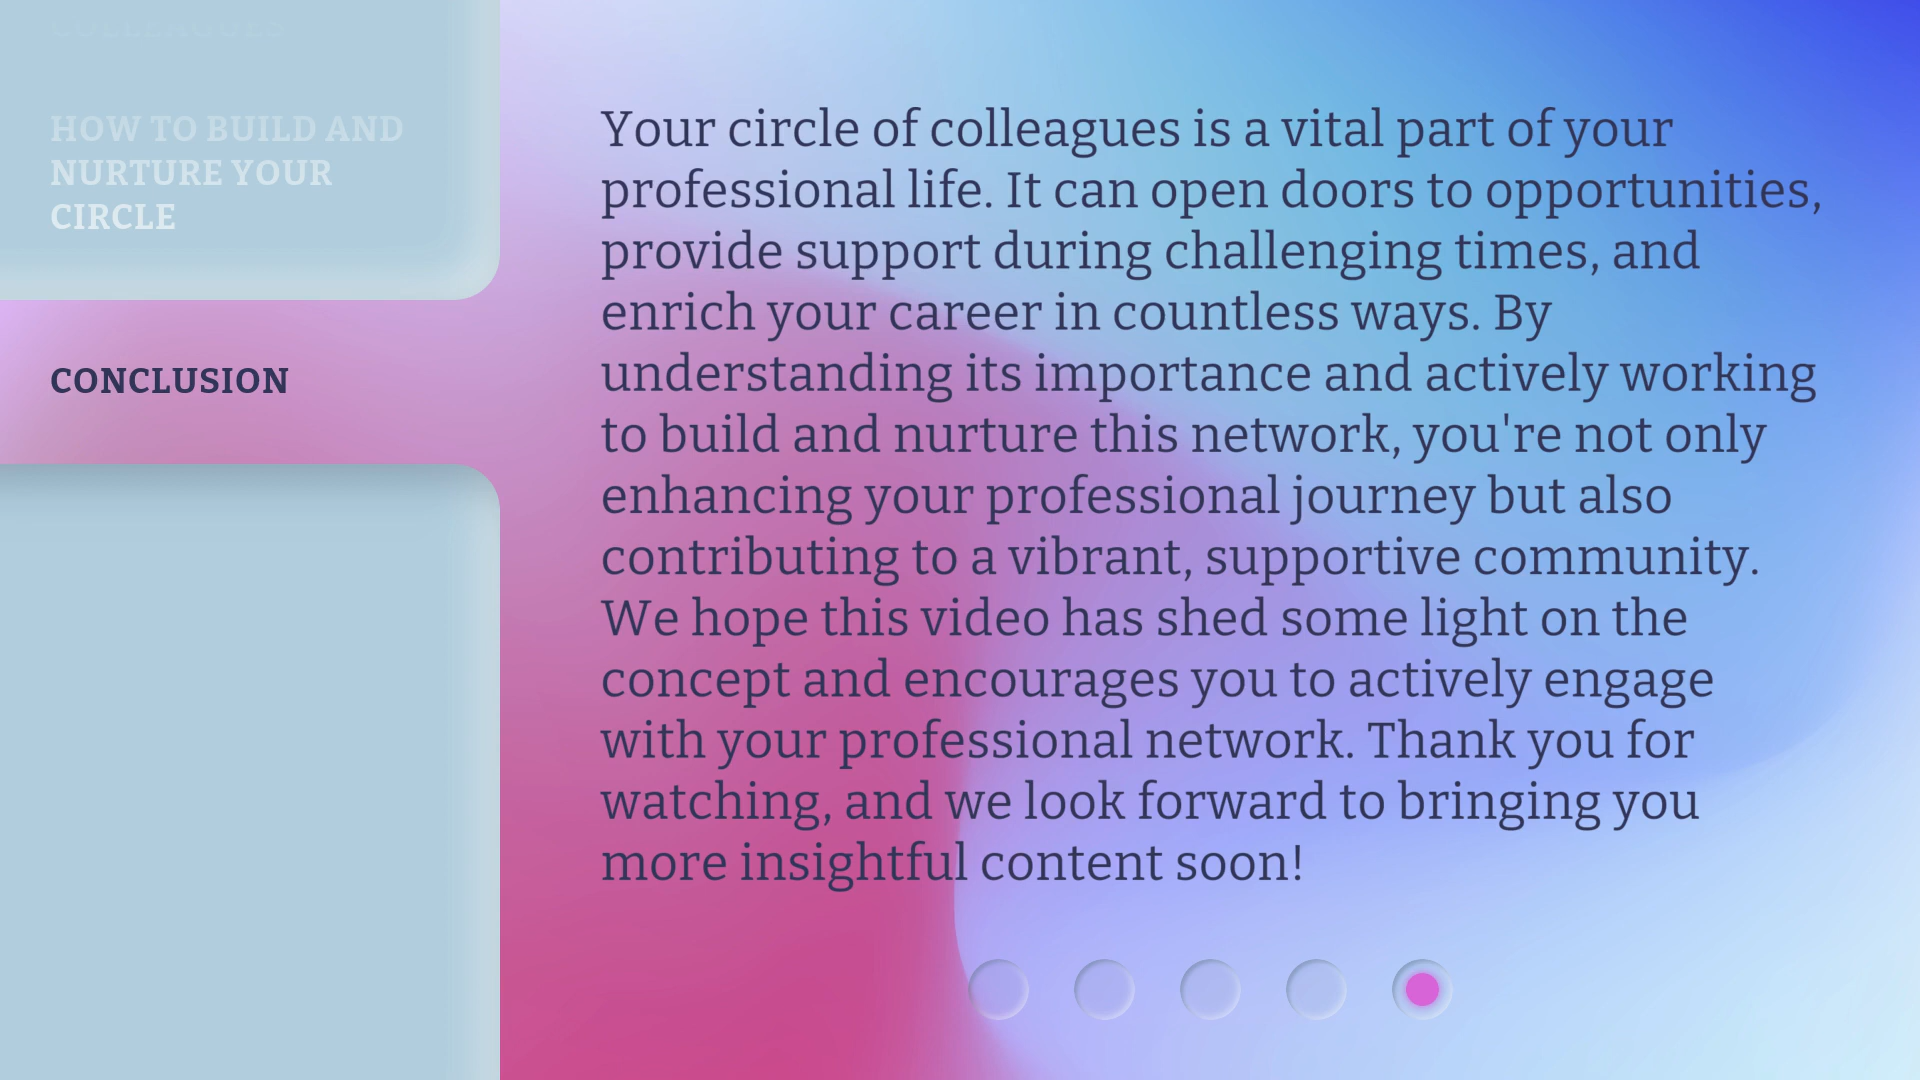 COLLEAGUES
HOW TO BUILD AND
NURTURE YOUR
CIRCLE
CONCLUSION
Your circle of colleagues is a vital part of your
professional life. It can open doors to opportunities,
provide support during challenging times, and
enrich your career in countless ways. By
understanding its importance and actively working
to build and nurture this network, you're not only
enhancing your professional journey but also
contributing to a vibrant, supportive community.
We hope this video has shed some light on the
concept and encourages you to actively engage
with your professional network. Thank you for
watching, and we look forward to bringing you
more insightful content soon!